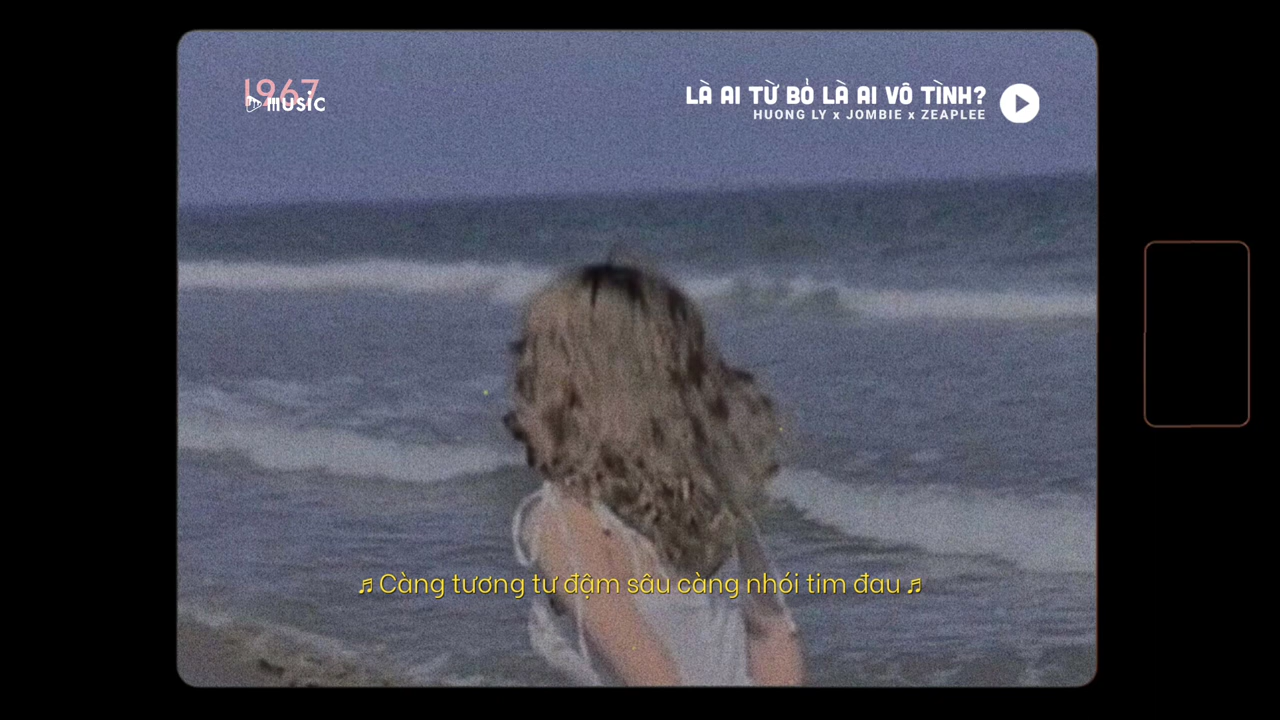 1967
MUSIC
LÀ AI TỪ BỎ LÀ AI VÔ TÌNH?
HUONG LY x JOMBIE x ZEAPLEE
♬ Càng tương tư đậm sâu càng nhói tim đau ♬